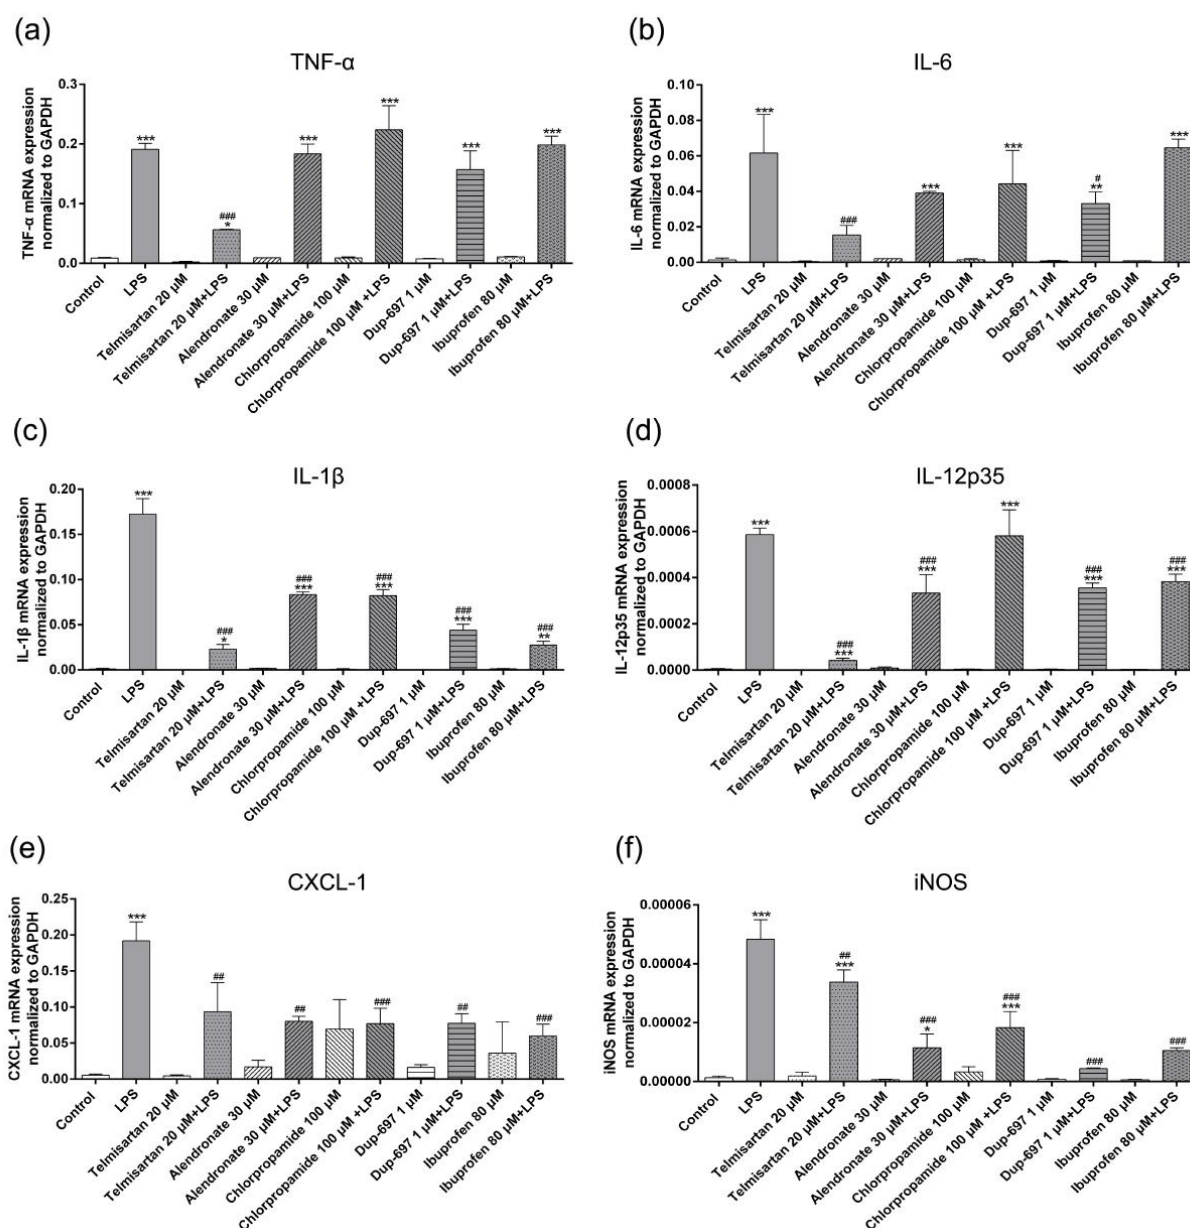 (a)
TNF-α
TNF-α mRNA expression
normalized to GAPDH
0.3
0.2
0.1
0.0
***
###
*
***
***
***
***
Control
LPS
Telmisartan 20 µM
Telmisartan 20 µM+LPS
Alendronate 30 µM
Alendronate 30 µM+LPS
Chlorpropamide 100 µM
Chlorpropamide 100 µM +LPS
Dup-697 1 µM
Dup-697 1 µM+LPS
Ibuprofen 80 µM
Ibuprofen 80 µM+LPS
(b)
IL-6
IL-6 mRNA expression
normalized to GAPDH
0.10
0.08
0.06
0.04
0.02
0.00
***
###
***
***
#
**
***
Control
LPS
Telmisartan 20 µM
Telmisartan 20 µM+LPS
Alendronate 30 µM
Alendronate 30 µM+LPS
Chlorpropamide 100 µM
Chlorpropamide 100 µM +LPS
Dup-697 1 µM
Dup-697 1 µM+LPS
Ibuprofen 80 µM
Ibuprofen 80 µM+LPS
(c)
IL-1β
IL-1β mRNA expression
normalized to GAPDH
0.20
0.15
0.10
0.05
0.00
***
###
*
###
***
###
***
###
***
###
**
Control
LPS
Telmisartan 20 µM
Telmisartan 20 µM+LPS
Alendronate 30 µM
Alendronate 30 µM+LPS
Chlorpropamide 100 µM
Chlorpropamide 100 µM +LPS
Dup-697 1 µM
Dup-697 1 µM+LPS
Ibuprofen 80 µM
Ibuprofen 80 µM+LPS
(d)
IL-12p35
IL-12p35 mRNA expression
normalized to GAPDH
0.0008
0.0006
0.0004
0.0002
0.0000
***
###
***
###
***
***
###
***
###
***
Control
LPS
Telmisartan 20 µM
Telmisartan 20 µM+LPS
Alendronate 30 µM
Alendronate 30 µM+LPS
Chlorpropamide 100 µM
Chlorpropamide 100 µM +LPS
Dup-697 1 µM
Dup-697 1 µM+LPS
Ibuprofen 80 µM
Ibuprofen 80 µM+LPS
(e)
CXCL-1
CXCL-1 mRNA expression
normalized to GAPDH
0.25
0.20
0.15
0.10
0.05
0.00
***
##
##
###
##
###
Control
LPS
Telmisartan 20 µM
Telmisartan 20 µM+LPS
Alendronate 30 µM
Alendronate 30 µM+LPS
Chlorpropamide 100 µM
Chlorpropamide 100 µM +LPS
Dup-697 1 µM
Dup-697 1 µM+LPS
Ibuprofen 80 µM
Ibuprofen 80 µM+LPS
(f)
iNOS
iNOS mRNA expression
normalized to GAPDH
0.00006
0.00004
0.00002
0.00000
***
##
***
###
*
###
***
###
###
Control
LPS
Telmisartan 20 µM
Telmisartan 20 µM+LPS
Alendronate 30 µM
Alendronate 30 µM+LPS
Chlorpropamide 100 µM
Chlorpropamide 100 µM +LPS
Dup-697 1 µM
Dup-697 1 µM+LPS
Ibuprofen 80 µM
Ibuprofen 80 µM+LPS